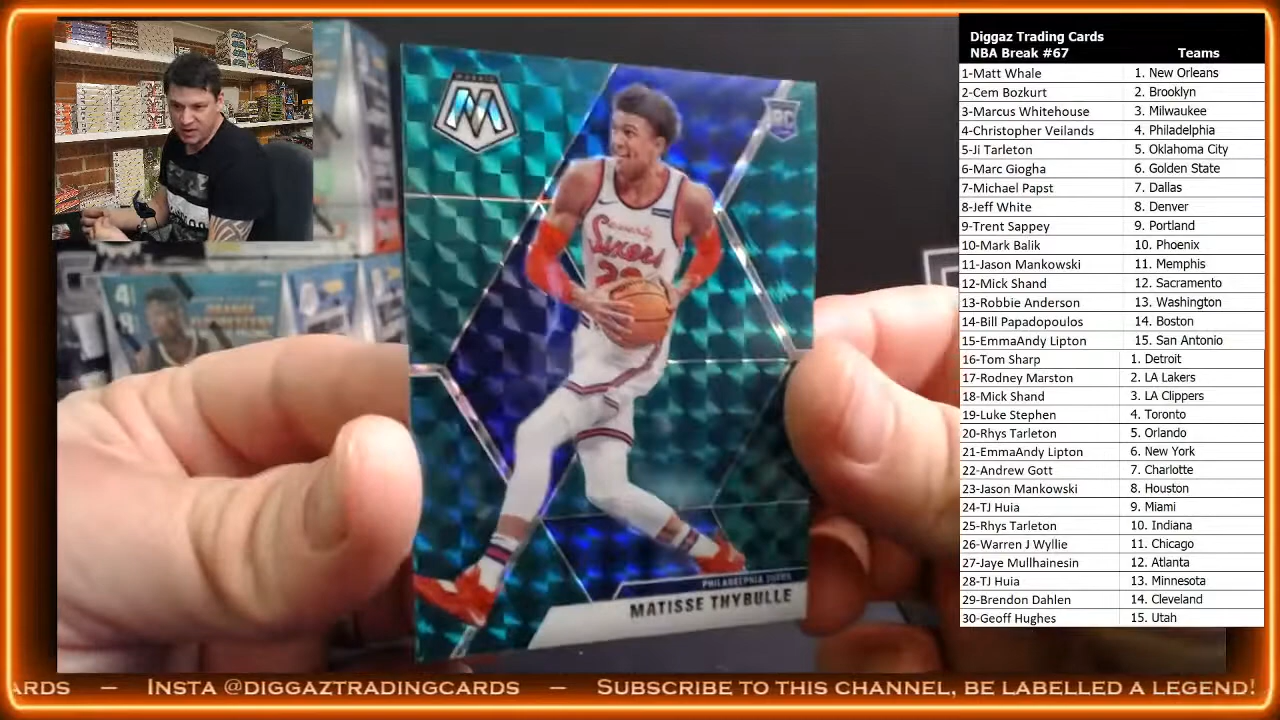 Diggaz Trading Cards
NBA Break #67 Teams
1-Matt Whale 1. New Orleans
2-Cem Bozkurt 2. Brooklyn
3-Marcus Whitehouse 3. Milwaukee
4-Christopher Veilands 4. Philadelphia
5-Ji Tarleton 5. Oklahoma City
6-Marc Giogha 6. Golden State
7-Michael Papst 7. Dallas
8-Jeff White 8. Denver
9-Trent Sappey 9. Portland
10-Mark Balik 10. Phoenix
11-Jason Mankowski 11. Memphis
12-Mick Shand 12. Sacramento
13-Robbie Anderson 13. Washington
14-Bill Papadopoulos 14. Boston
15-EmmaAndy Lipton 15. San Antonio
16-Tom Sharp 1. Detroit
17-Rodney Marston 2. LA Lakers
18-Mick Shand 3. LA Clippers
19-Luke Stephen 4. Toronto
20-Rhys Tarleton 5. Orlando
21-EmmaAndy Lipton 6. New York
22-Andrew Gott 7. Charlotte
23-Jason Mankowski 8. Houston
24-TJ Huia 9. Miami
25-Rhys Tarleton 10. Indiana
26-Warren J Wyllie 11. Chicago
27-Jaye Mullhainesin 12. Atlanta
28-TJ Huia 13. Minnesota
29-Brendon Dahlen 14. Cleveland
30-Geoff Hughes 15. Utah
MOSAIC
M
RC
Sixers
22
PHILADELPHIA 76ERS
MATISSE THYBULLE
ARDS — INSTA @DIGGAZTRADINGCARDS — SUBSCRIBE TO THIS CHANNEL, BE LABELLED A LEGEND!